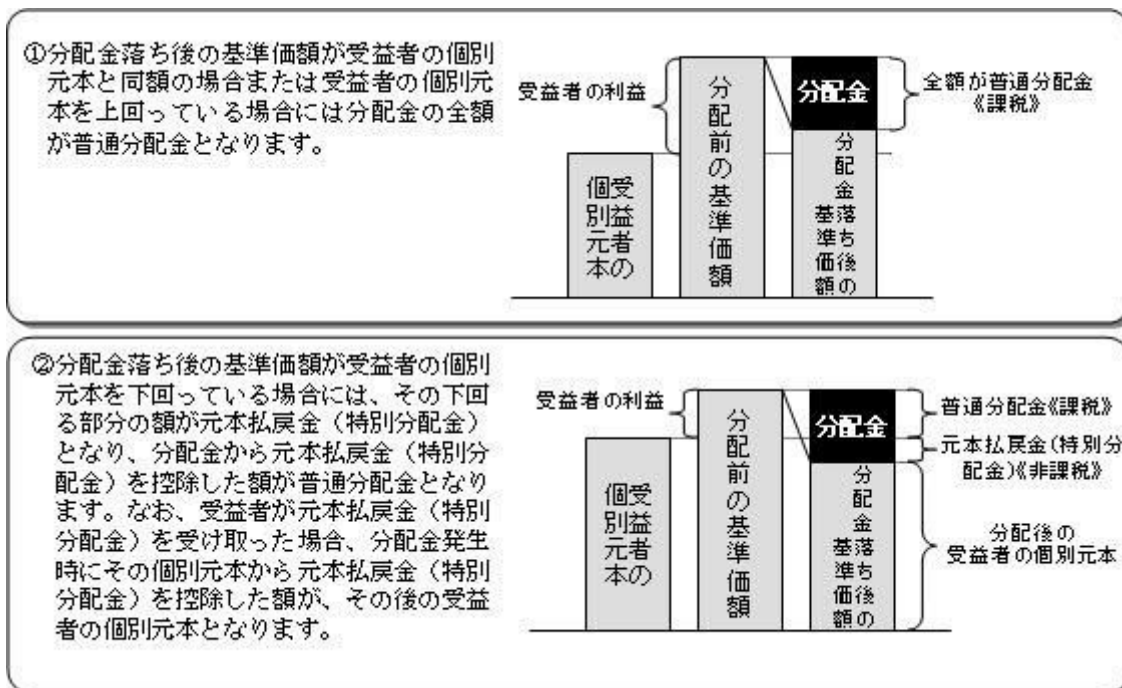 ①分配金落ち後の基準価額が受益者の個別
元本と同額の場合または受益者の個別元
本を上回っている場合には分配金の全額
が普通分配金となります。
受益者の利益
受益者の
個別元本
分配前の基準価額
分配金
分配金落ち後の
基準価額
全額が普通分配金
《課税》
②分配金落ち後の基準価額が受益者の個別
元本を下回っている場合には、その下回
る部分の額が元本払戻金（特別分配金）
となり、分配金から元本払戻金（特別分
配金）を控除した額が普通分配金となり
ます。なお、受益者が元本払戻金（特別
分配金）を受け取った場合、分配金発生
時にその個別元本から元本払戻金（特別
分配金）を控除した額が、その後の受益
者の個別元本となります。
受益者の利益
受益者の
個別元本
分配前の基準価額
分配金
分配金落ち後の
基準価額
普通分配金《課税》
元本払戻金(特別分
配金)《非課税》
分配後の
受益者の個別元本